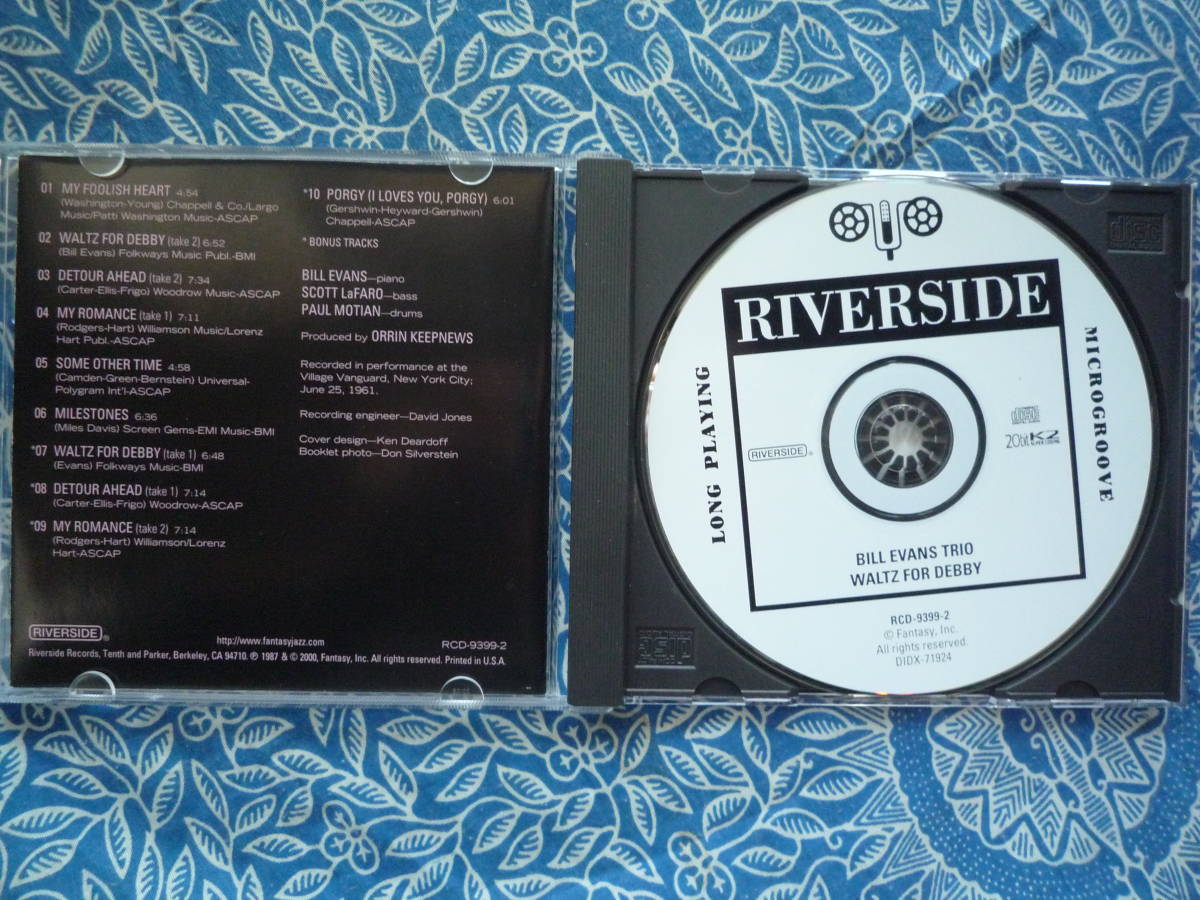 01 MY FOOLISH HEART 4:54
(Washington-Young) Chappell & Co./Largo
Music/Patti Washington Music-ASCAP
02 WALTZ FOR DEBBY (take 2) 6:52
(Bill Evans) Folkways Music Publ.-BMI
03 DETOUR AHEAD (take 2) 7:34
(Carter-Ellis-Frigo) Woodrow Music-ASCAP
04 MY ROMANCE (take 1) 7:11
(Rodgers-Hart) Williamson Music/Lorenz
Hart Publ.-ASCAP
05 SOME OTHER TIME 4:58
(Camden-Green-Bernstein) Universal-
Polygram Int'l-ASCAP
06 MILESTONES 6:36
(Miles Davis) Screen Gems-EMI Music-BMI
*07 WALTZ FOR DEBBY (take 1) 6:48
(Evans) Folkways Music-BMI
*08 DETOUR AHEAD (take 1) 7:14
(Carter-Ellis-Frigo) Woodrow-ASCAP
*09 MY ROMANCE (take 2) 7:14
(Rodgers-Hart) Williamson/Lorenz
Hart-ASCAP
*10 PORGY (I LOVES YOU, PORGY) 6:01
(Gershwin-Heyward-Gershwin)
Chappell-ASCAP
* BONUS TRACKS
BILL EVANS—piano
SCOTT LaFARO—bass
PAUL MOTIAN—drums
Produced by ORRIN KEEPNEWS
Recorded in performance at the
Village Vanguard, New York City;
June 25, 1961.
Recording engineer—David Jones
Cover design—Ken Deardoff
Booklet photo—Don Silverstein
RIVERSIDE®
http://www.fantasyjazz.com
RCD-9399-2
Riverside Records, Tenth and Parker, Berkeley, CA 94710. ℗ 1987 & © 2000, Fantasy, Inc. All rights reserved. Printed in U.S.A.
RIVERSIDE
LONG PLAYING
MICROGROOVE
RIVERSIDE®
20bit K2
BILL EVANS TRIO
WALTZ FOR DEBBY
RCD-9399-2
© Fantasy, Inc.
All rights reserved.
DIDX-71924
disc